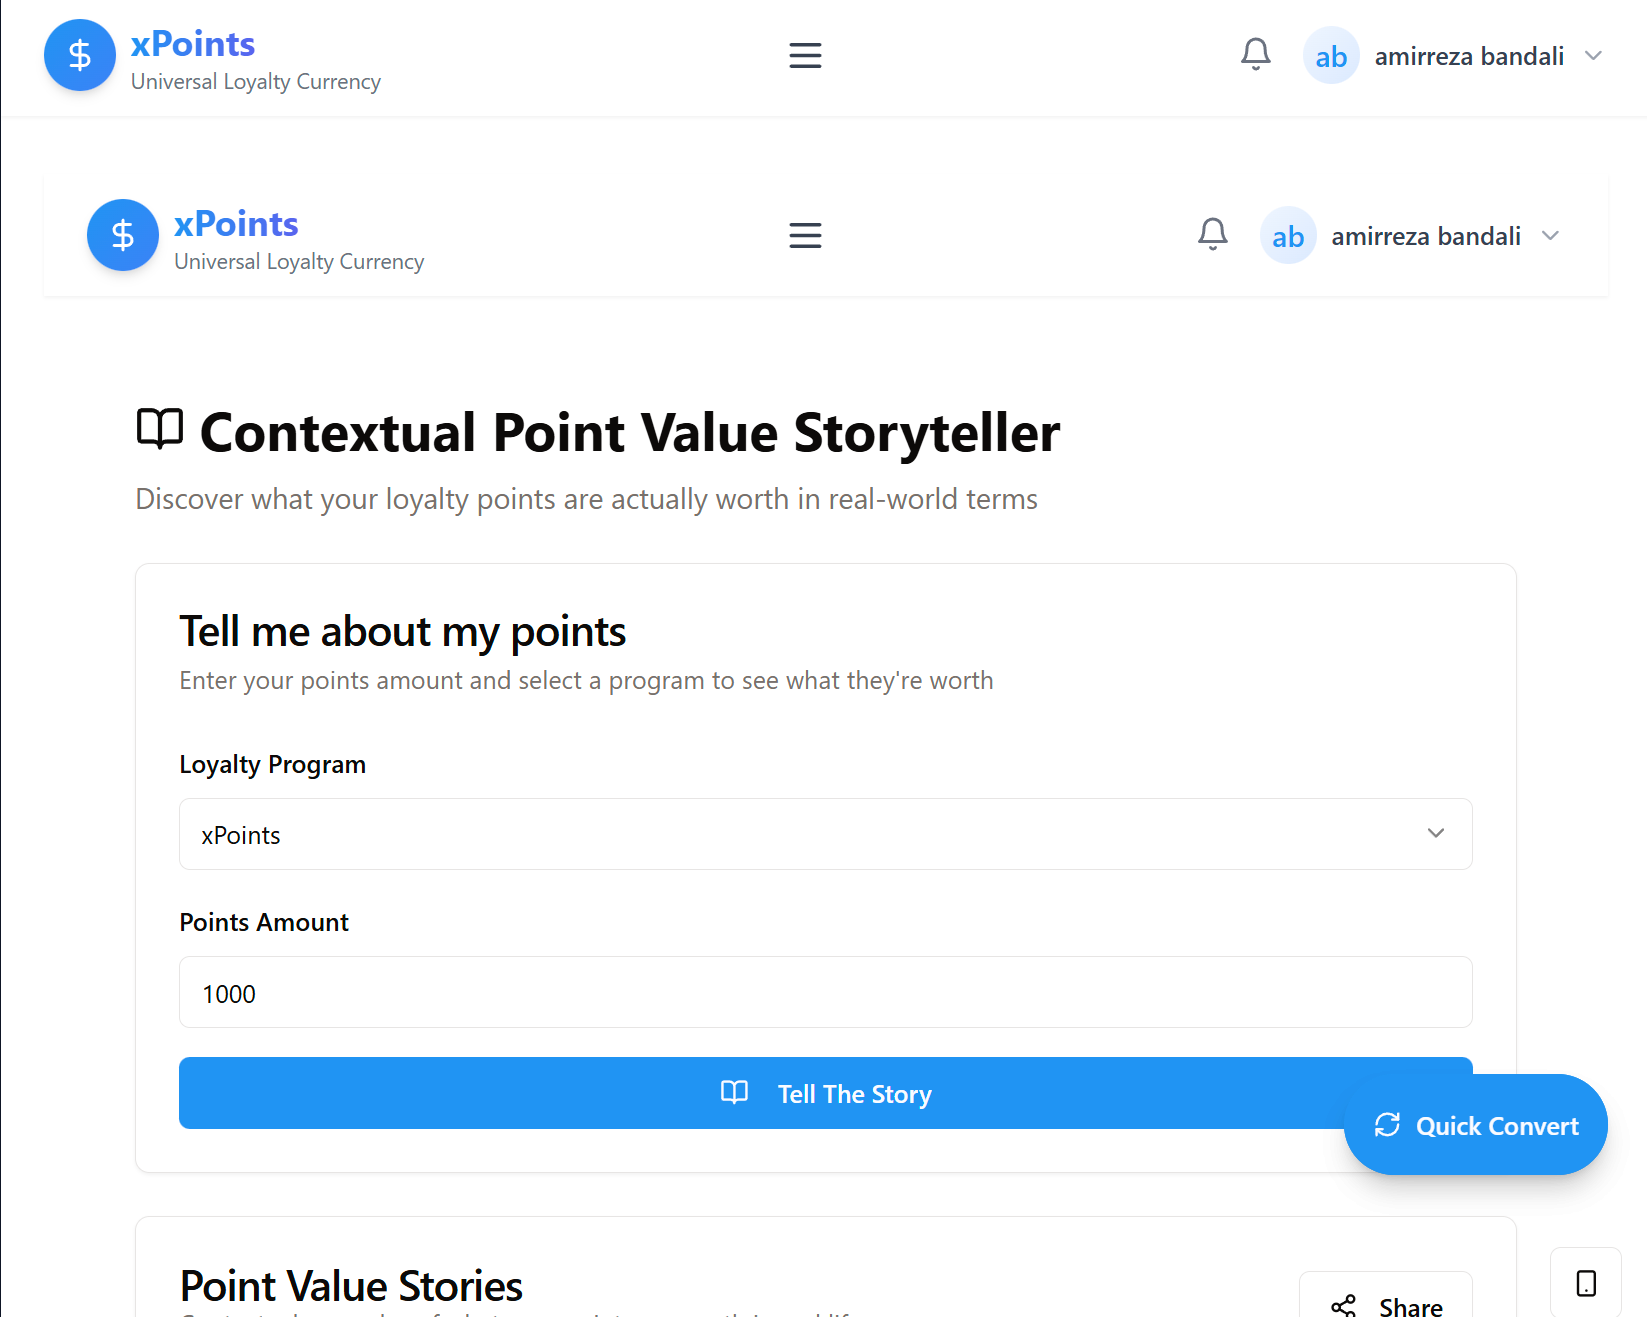 xPoints
Universal Loyalty Currency
ab amirreza bandali
xPoints
Universal Loyalty Currency
ab amirreza bandali
Contextual Point Value Storyteller
Discover what your loyalty points are actually worth in real-world terms
Tell me about my points
Enter your points amount and select a program to see what they're worth
Loyalty Program
xPoints
Points Amount
1000
Tell The Story
Quick Convert
Point Value Stories
Share